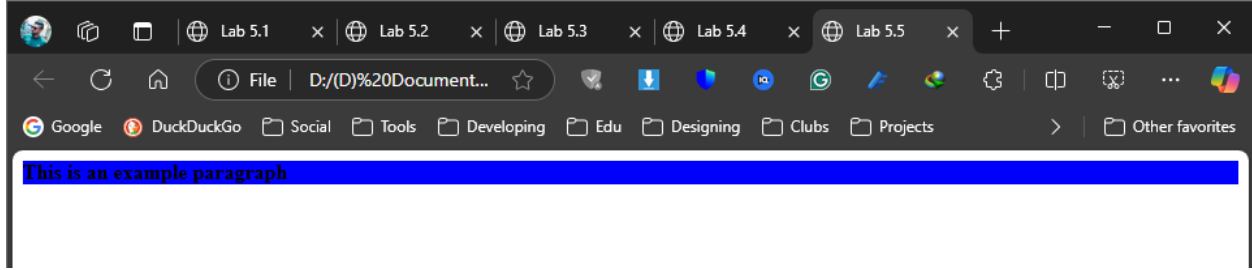 Lab 5.1 Lab 5.2 Lab 5.3 Lab 5.4 Lab 5.5
File D:/(D)%20Document...
Google DuckDuckGo Social Tools Developing Edu Designing Clubs Projects Other favorites
This is an example paragraph